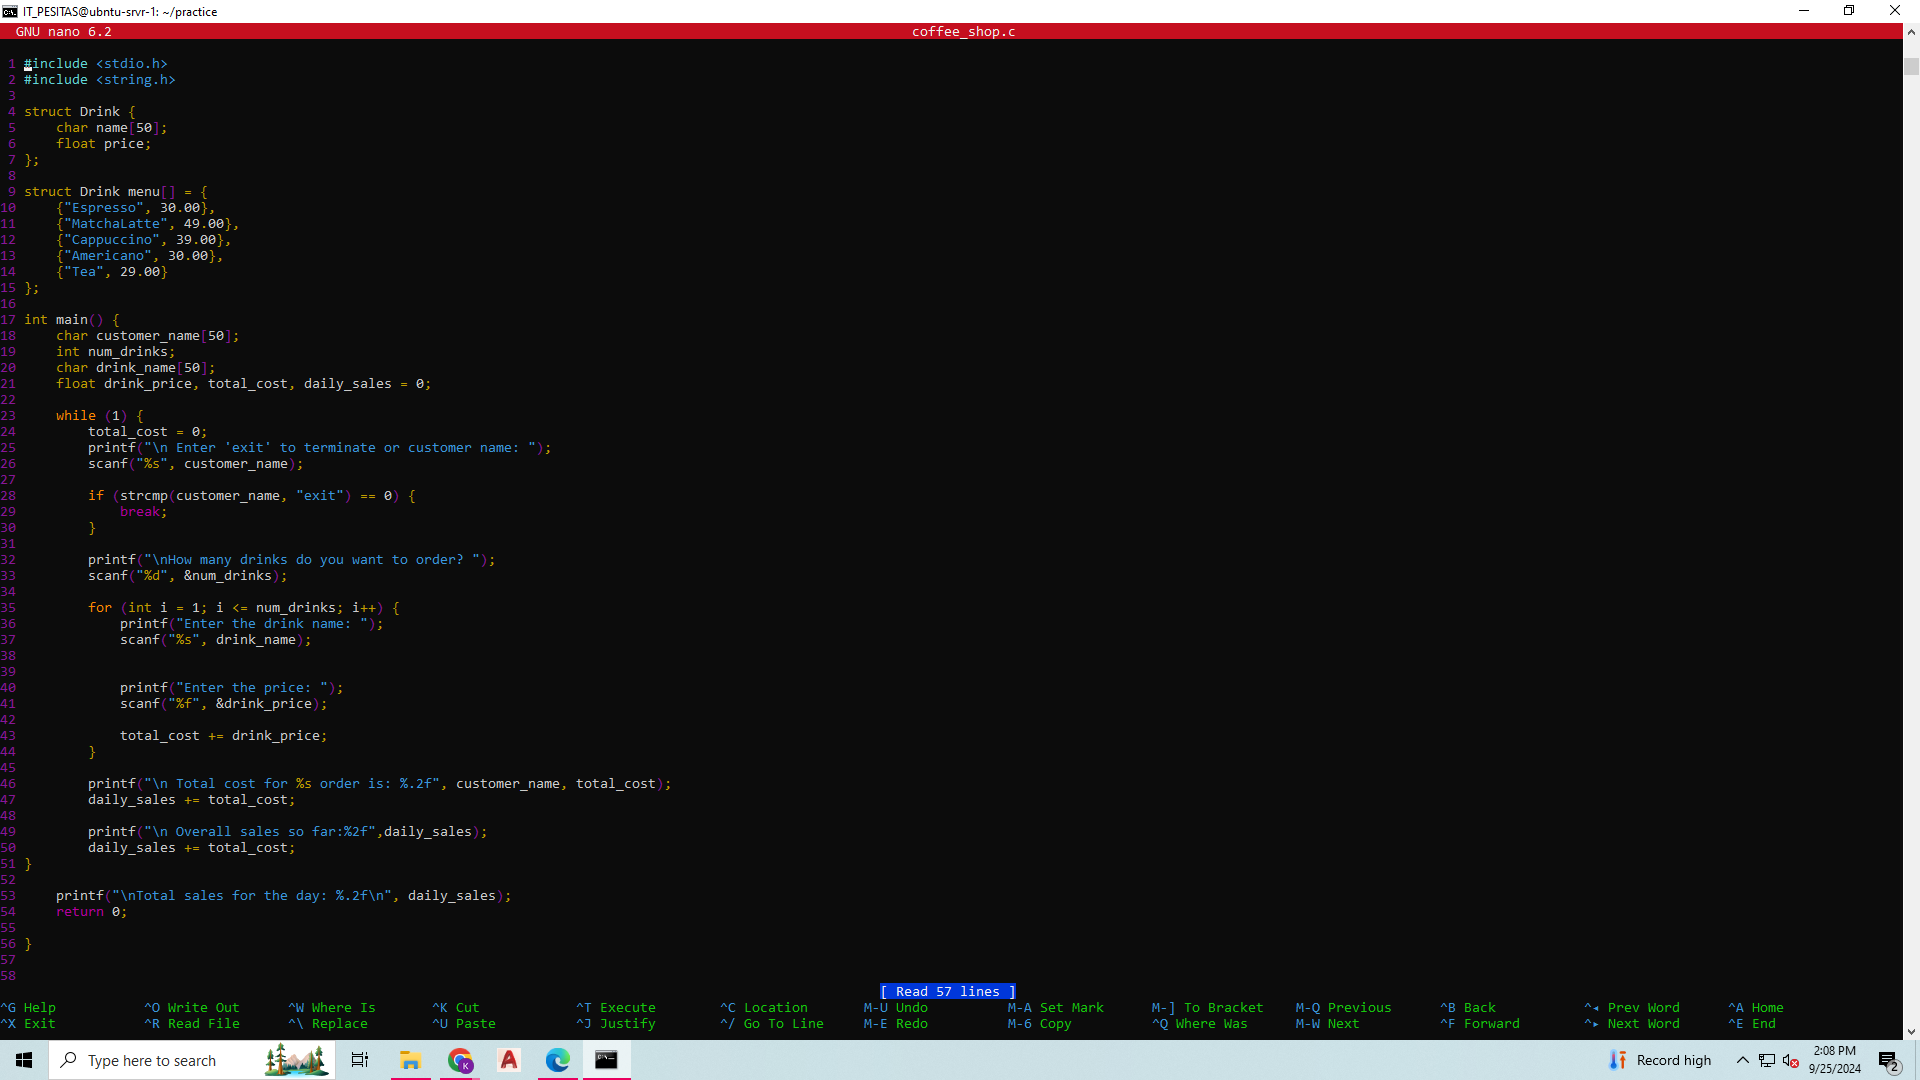 IT_PESITAS@ubntu-srvr-1: ~/practice
GNU nano 6.2 coffee_shop.c
1 #include <stdio.h>
2 #include <string.h>
3
4 struct Drink {
5     char name[50];
6     float price;
7 };
8
9 struct Drink menu[] = {
10     {"Espresso", 30.00},
11     {"MatchaLatte", 49.00},
12     {"Cappuccino", 39.00},
13     {"Americano", 30.00},
14     {"Tea", 29.00}
15 };
16
17 int main() {
18     char customer_name[50];
19     int num_drinks;
20     char drink_name[50];
21     float drink_price, total_cost, daily_sales = 0;
22
23     while (1) {
24         total_cost = 0;
25         printf("\n Enter 'exit' to terminate or customer name: ");
26         scanf("%s", customer_name);
27
28         if (strcmp(customer_name, "exit") == 0) {
29             break;
30         }
31
32         printf("\nHow many drinks do you want to order? ");
33         scanf("%d", &num_drinks);
34
35         for (int i = 1; i <= num_drinks; i++) {
36             printf("Enter the drink name: ");
37             scanf("%s", drink_name);
38
39
40             printf("Enter the price: ");
41             scanf("%f", &drink_price);
42
43             total_cost += drink_price;
44         }
45
46         printf("\n Total cost for %s order is: %.2f", customer_name, total_cost);
47         daily_sales += total_cost;
48
49         printf("\n Overall sales so far:%2f",daily_sales);
50         daily_sales += total_cost;
51 }
52
53     printf("\nTotal sales for the day: %.2f\n", daily_sales);
54     return 0;
55
56 }
57
58
[ Read 57 lines ]
^G Help ^O Write Out ^W Where Is ^K Cut ^T Execute ^C Location M-U Undo M-A Set Mark M-] To Bracket M-Q Previous ^B Back ^◂ Prev Word ^A Home
^X Exit ^R Read File ^\ Replace ^U Paste ^J Justify ^/ Go To Line M-E Redo M-6 Copy ^Q Where Was M-W Next ^F Forward ^▸ Next Word ^E End
Type here to search
Record high
2:08 PM
9/25/2024
2